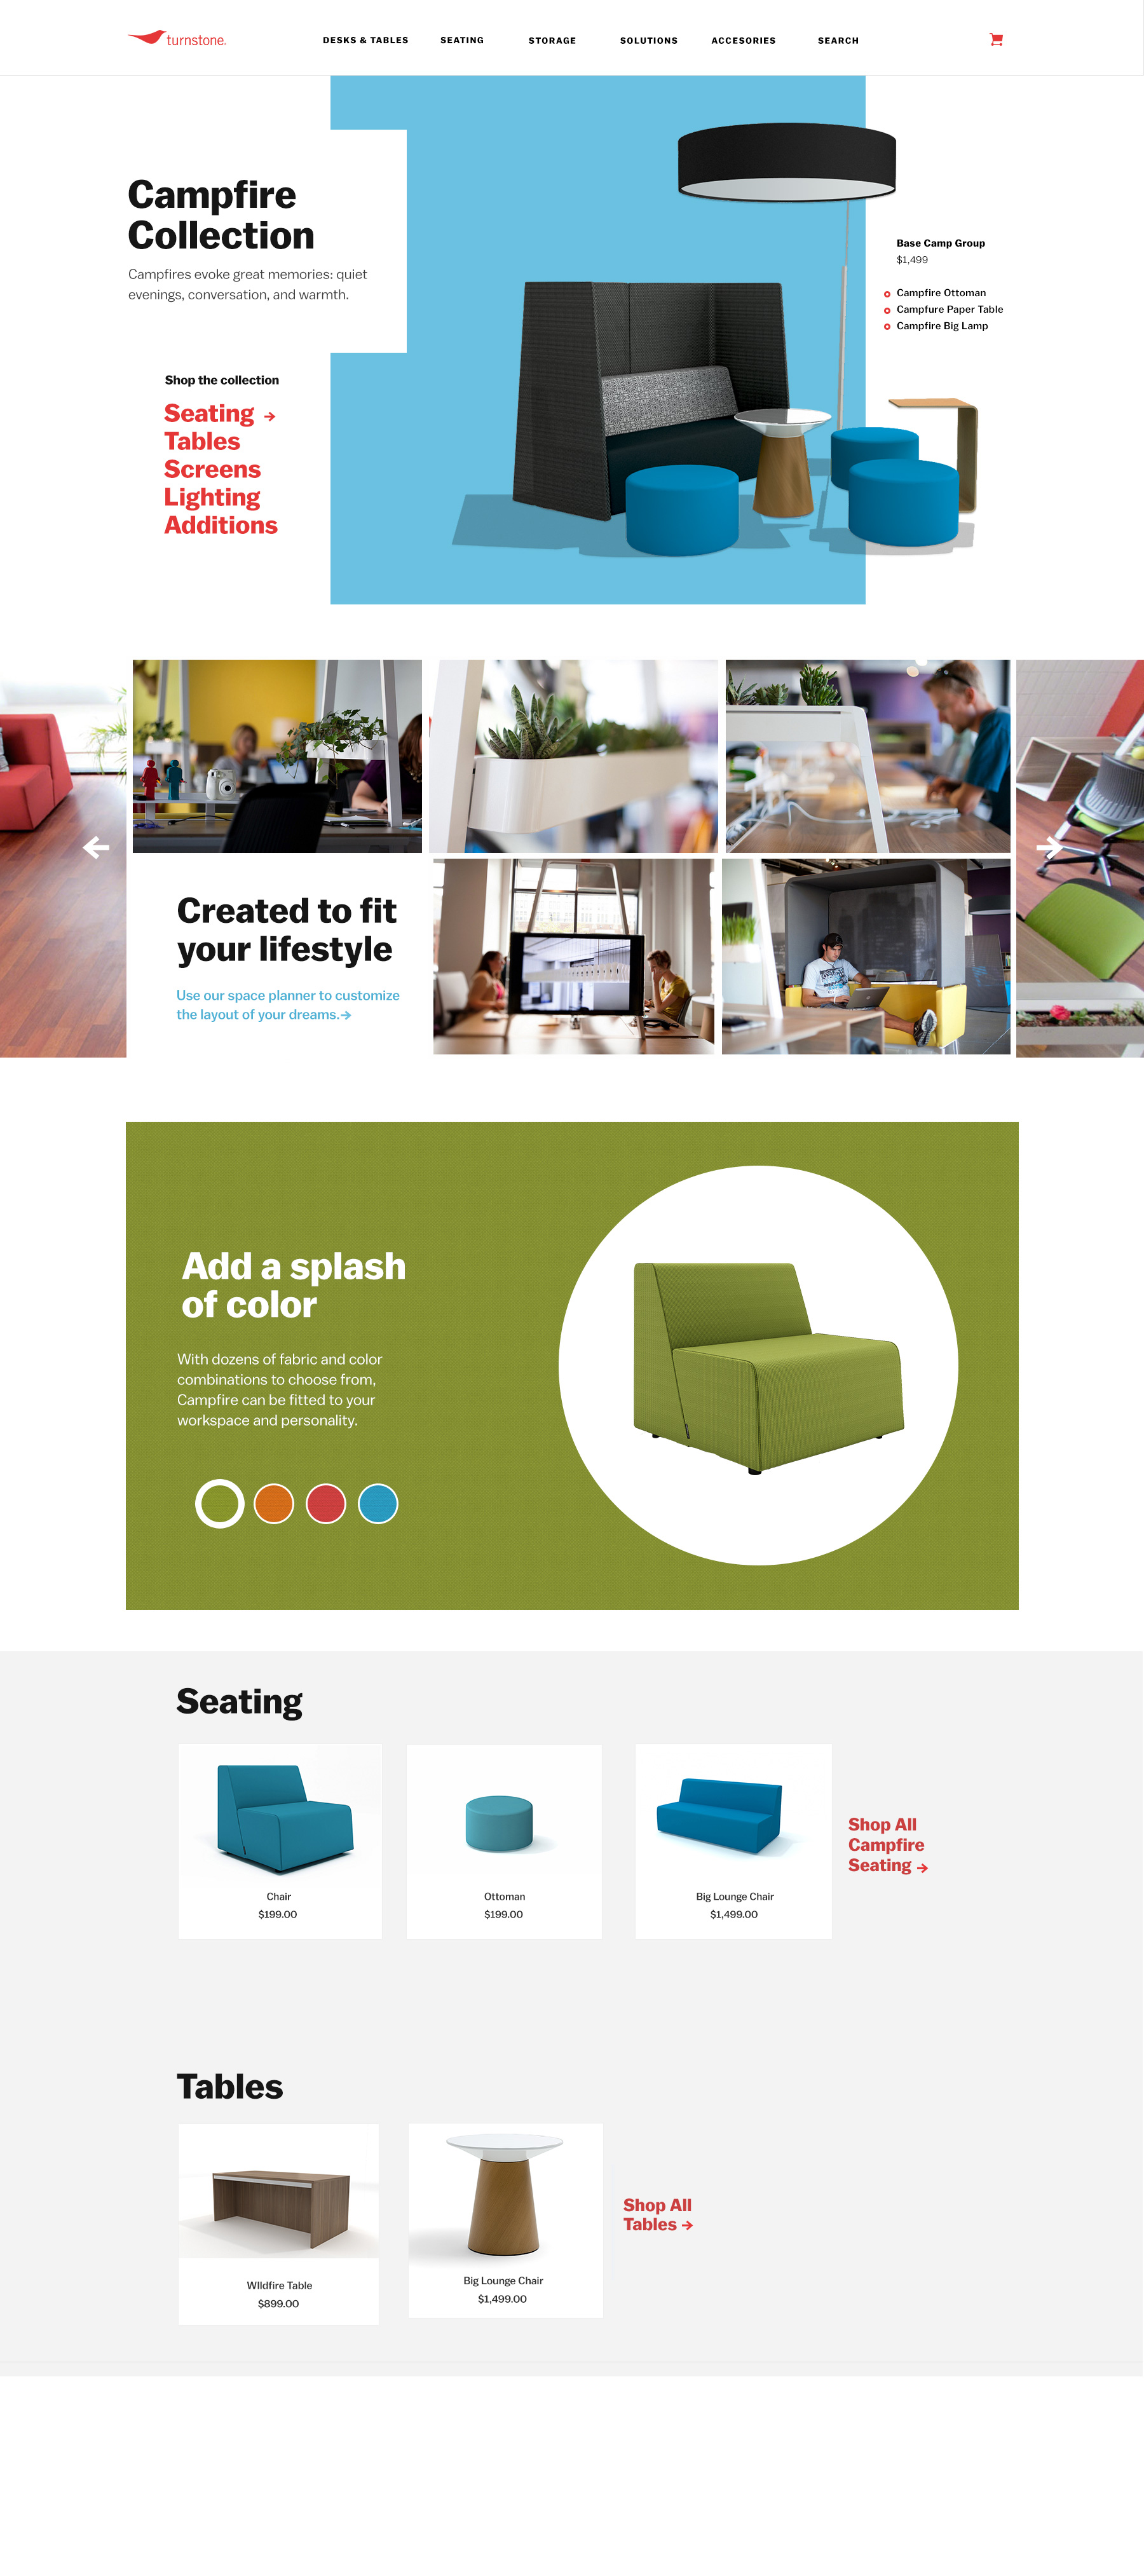 turnstone.
DESKS & TABLES
SEATING
STORAGE
SOLUTIONS
ACCESORIES
SEARCH
Campfire
Collection
Campfires evoke great memories: quiet
evenings, conversation, and warmth.
Shop the collection
Seating →
Tables
Screens
Lighting
Additions
Base Camp Group
$1,499
Campfire Ottoman
Campfure Paper Table
Campfire Big Lamp
Created to fit
your lifestyle
Use our space planner to customize
the layout of your dreams.→
Add a splash
of color
With dozens of fabric and color
combinations to choose from,
Campfire can be fitted to your
workspace and personality.
Seating
Chair
$199.00
Ottoman
$199.00
Big Lounge Chair
$1,499.00
Shop All
Campfire
Seating →
Tables
WIldfire Table
$899.00
Big Lounge Chair
$1,499.00
Shop All
Tables →